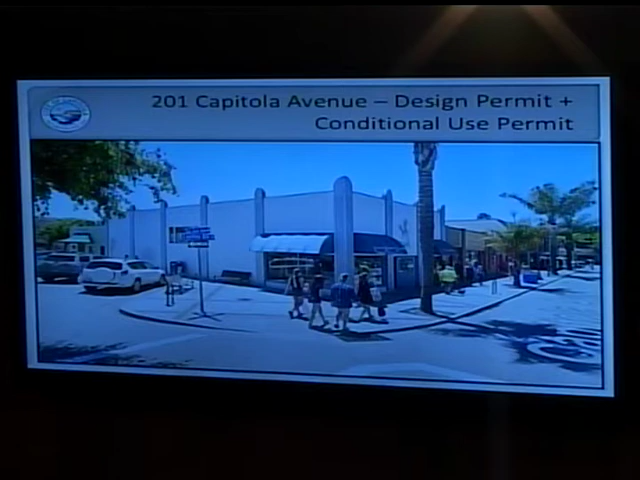 201 Capitola Avenue – Design Permit +
Conditional Use Permit